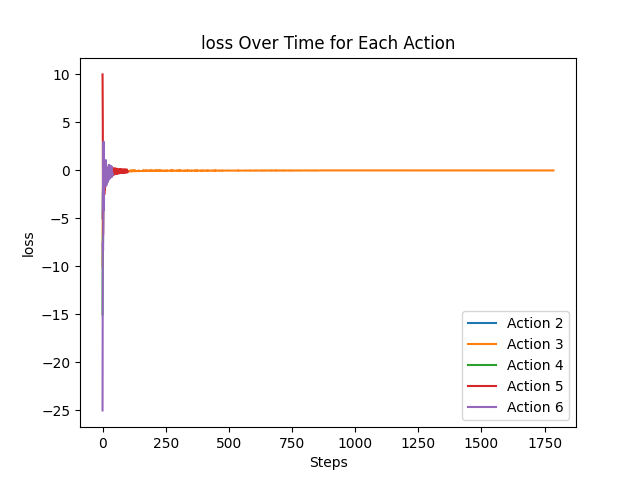 loss Over Time for Each Action
10
5
0
−5
−10
−15
−20
−25
loss
0
250
500
750
1000
1250
1500
1750
Steps
Action 2
Action 3
Action 4
Action 5
Action 6